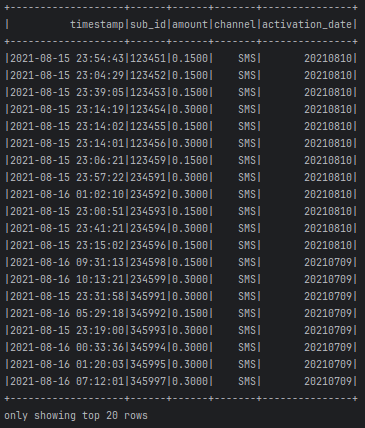 +-------------------+------+------+-------+---------------+
|          timestamp|sub_id|amount|channel|activation_date|
+-------------------+------+------+-------+---------------+
|2021-08-15 23:54:43|123451|0.1500|    SMS|       20210810|
|2021-08-15 23:04:29|123452|0.1500|    SMS|       20210810|
|2021-08-15 23:39:05|123453|0.1500|    SMS|       20210810|
|2021-08-15 23:14:19|123454|0.3000|    SMS|       20210810|
|2021-08-15 23:14:02|123455|0.1500|    SMS|       20210810|
|2021-08-15 23:14:01|123456|0.3000|    SMS|       20210810|
|2021-08-15 23:06:21|123459|0.1500|    SMS|       20210810|
|2021-08-15 23:57:22|234591|0.3000|    SMS|       20210810|
|2021-08-16 01:02:10|234592|0.3000|    SMS|       20210810|
|2021-08-15 23:00:51|234593|0.1500|    SMS|       20210810|
|2021-08-15 23:41:21|234594|0.3000|    SMS|       20210810|
|2021-08-15 23:15:02|234596|0.1500|    SMS|       20210810|
|2021-08-16 09:31:13|234598|0.1500|    SMS|       20210709|
|2021-08-16 10:13:21|234599|0.3000|    SMS|       20210709|
|2021-08-15 23:31:58|345991|0.3000|    SMS|       20210709|
|2021-08-16 05:29:18|345992|0.1500|    SMS|       20210709|
|2021-08-15 23:19:00|345993|0.3000|    SMS|       20210709|
|2021-08-16 00:33:36|345994|0.3000|    SMS|       20210709|
|2021-08-16 01:20:03|345995|0.3000|    SMS|       20210709|
|2021-08-16 07:12:01|345997|0.3000|    SMS|       20210709|
+-------------------+------+------+-------+---------------+
only showing top 20 rows